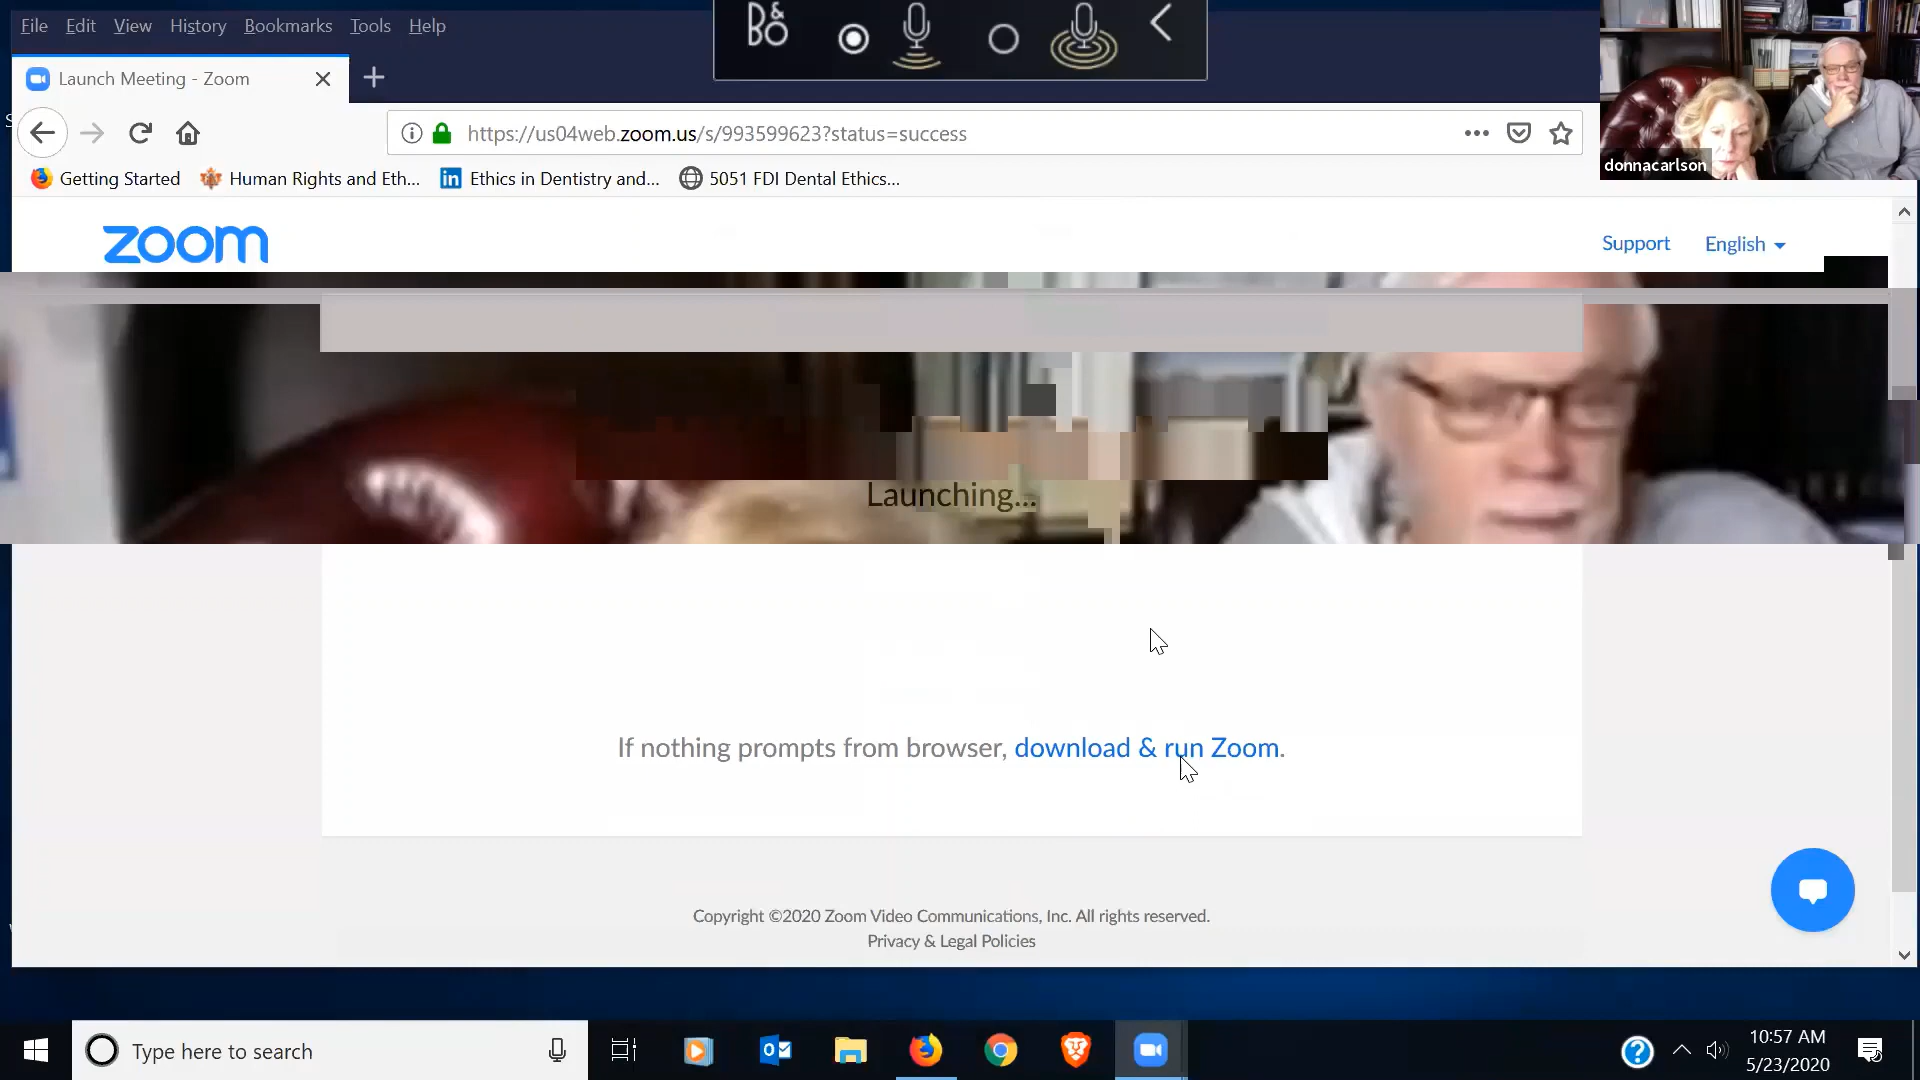 File Edit View History Bookmarks Tools Help
B&O
Launch Meeting - Zoom
https://us04web.zoom.us/s/993599623?status=success
donnacarlson
Getting Started Human Rights and Eth... Ethics in Dentistry and... 5051 FDI Dental Ethics...
zoom
Support English
Launching...
If nothing prompts from browser, download & run Zoom.
Copyright ©2020 Zoom Video Communications, Inc. All rights reserved.
Privacy & Legal Policies
Type here to search
10:57 AM
5/23/2020